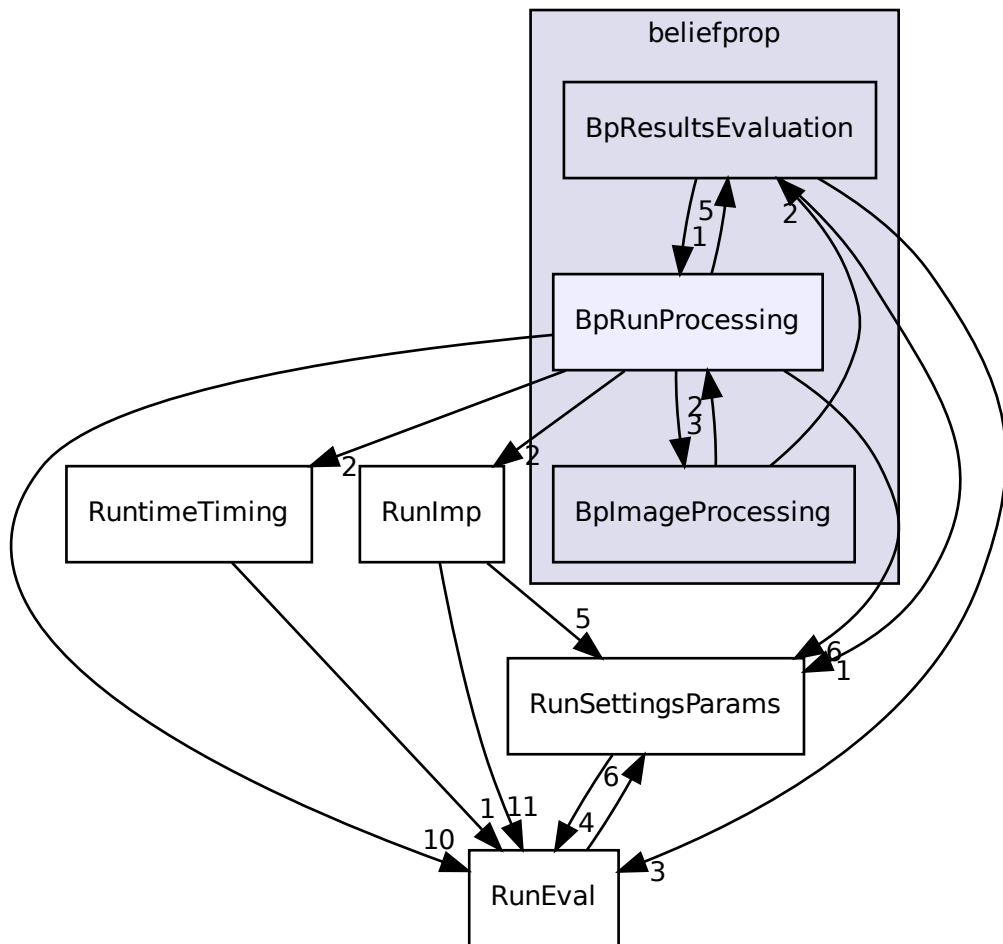 beliefprop
BpResultsEvaluation
5
2
1
BpRunProcessing
2
3
2
2
RuntimeTiming
RunImp
BpImageProcessing
5
6
1
RunSettingsParams
6
1
11
4
10
3
RunEval